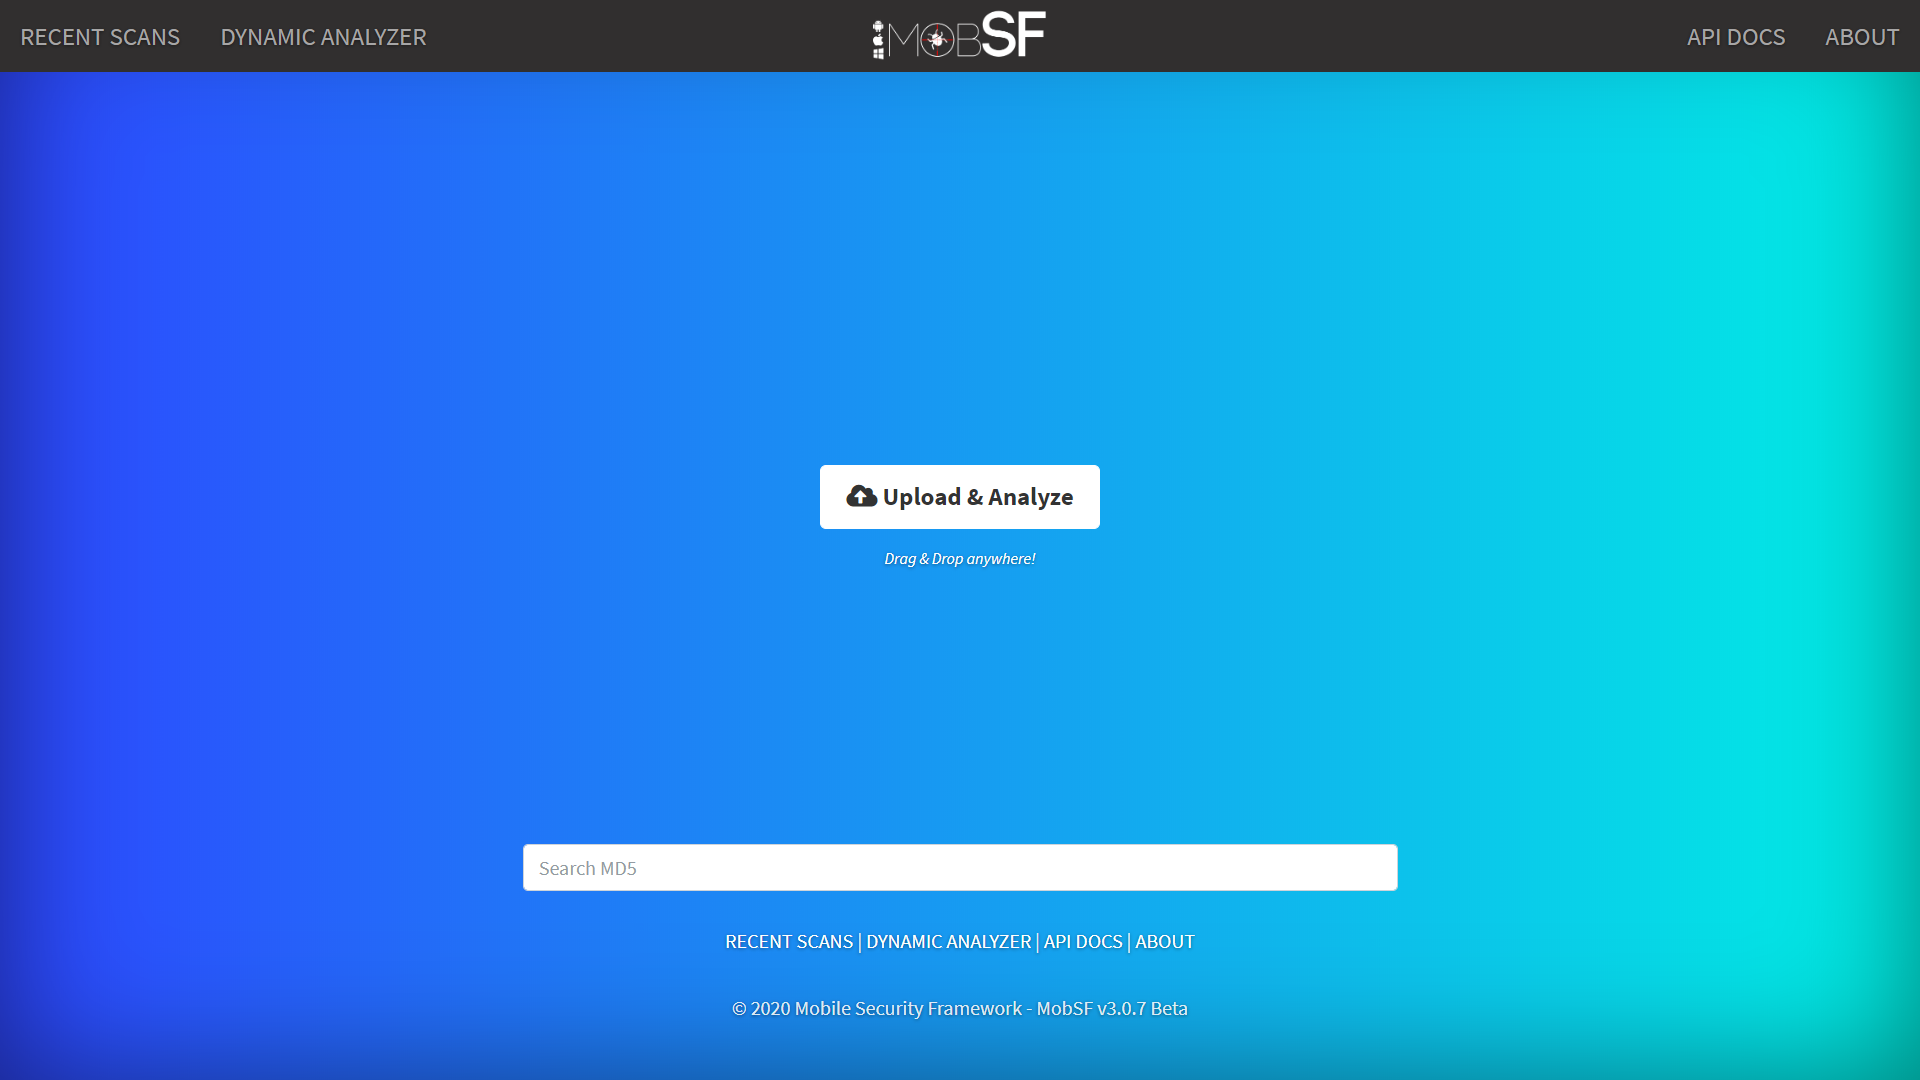 RECENT SCANS DYNAMIC ANALYZER MOBSF API DOCS ABOUT
Upload & Analyze
Drag & Drop anywhere!
Search MD5
RECENT SCANS | DYNAMIC ANALYZER | API DOCS | ABOUT
© 2020 Mobile Security Framework - MobSF v3.0.7 Beta